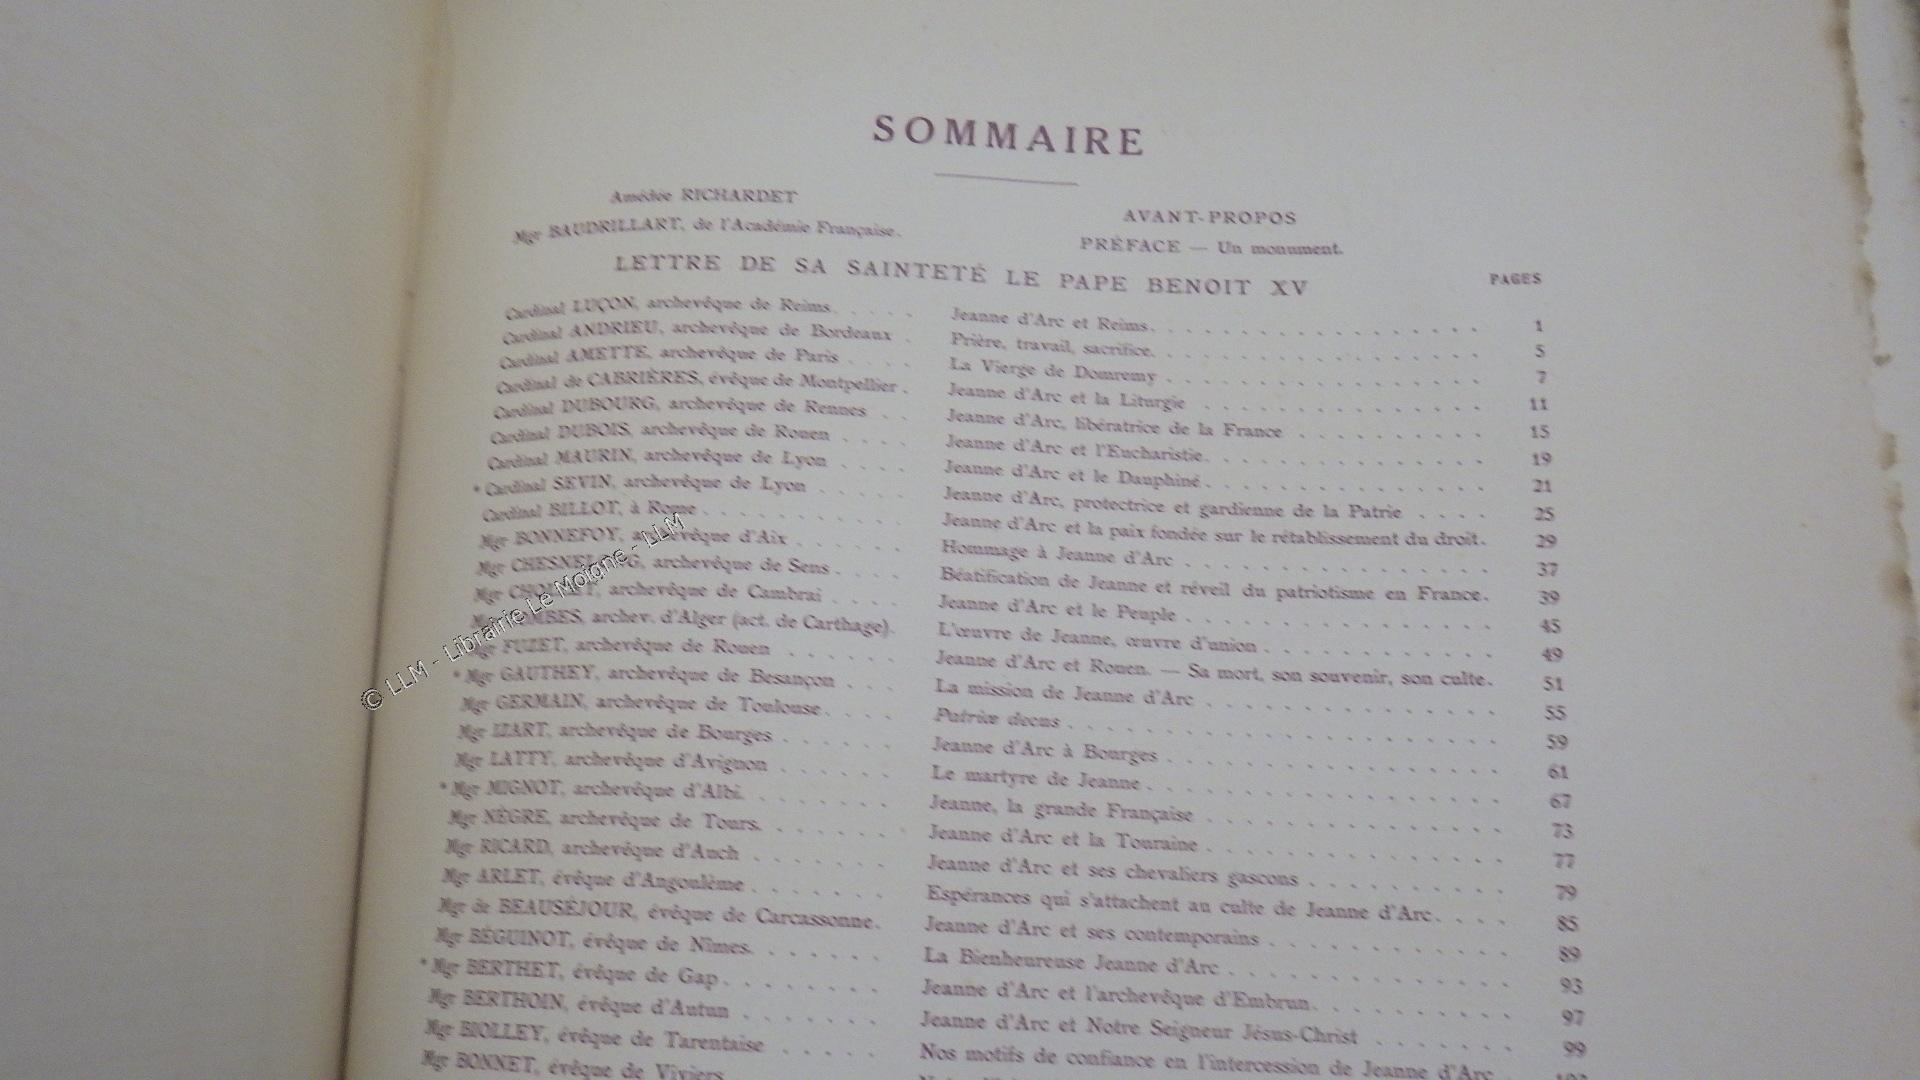 SOMMAIRE
Amédée RICHARDET AVANT-PROPOS
Mgr BAUDRILLART, de l'Académie Française. PRÉFACE — Un monument.
LETTRE DE SA SAINTETÉ LE PAPE BENOIT XV
PAGES
Cardinal LUÇON, archevêque de Reims. . . . . Jeanne d'Arc et Reims. . . . 1
Cardinal ANDRIEU, archevêque de Bordeaux . Prière, travail, sacrifice. . . . 5
Cardinal AMETTE, archevêque de Paris . . . . La Vierge de Domremy . . . . 7
Cardinal de CABRIÈRES, évêque de Montpellier . Jeanne d'Arc et la Liturgie . . . . 11
Cardinal DUBOURG, archevêque de Rennes . . Jeanne d'Arc, libératrice de la France . . . . 15
Cardinal DUBOIS, archevêque de Rouen . . . . Jeanne d'Arc et l'Eucharistie. . . . 19
Cardinal MAURIN, archevêque de Lyon . . . . Jeanne d'Arc et le Dauphiné. . . . 21
* Cardinal SEVIN, archevêque de Lyon . . . . . Jeanne d'Arc, protectrice et gardienne de la Patrie . . . . 25
Cardinal BILLOT, à Rome . . . . Jeanne d'Arc et la paix fondée sur le rétablissement du droit. 29
Mgr BONNEFOY, archevêque d'Aix . . . . . Hommage à Jeanne d'Arc . . . . 37
Mgr CHESNELONG, archevêque de Sens . . . . Béatification de Jeanne et réveil du patriotisme en France. 39
Mgr CHOLLET, archevêque de Cambrai . . . . Jeanne d'Arc et le Peuple . . . . 45
COMBES, archev. d'Alger (act. de Carthage). L'œuvre de Jeanne, œuvre d'union . . . . 49
Mgr FUZET, archevêque de Rouen . . . . . Jeanne d'Arc et Rouen. — Sa mort, son souvenir, son culte. 51
* Mgr GAUTHEY, archevêque de Besançon . . . La mission de Jeanne d'Arc . . . . 55
Mgr GERMAIN, archevêque de Toulouse. . . . Patriæ decus . . . . 59
Mgr IZART, archevêque de Bourges . . . . . Jeanne d'Arc à Bourges . . . . 61
Mgr LATTY, archevêque d'Avignon . . . . . Le martyre de Jeanne . . . . 67
* Mgr MIGNOT, archevêque d'Albi. . . . . Jeanne, la grande Française . . . . 73
Mgr NÈGRE, archevêque de Tours. . . . . Jeanne d'Arc et la Touraine . . . . 77
Mgr RICARD, archevêque d'Auch . . . . . Jeanne d'Arc et ses chevaliers gascons . . . . 79
Mgr ARLET, évêque d'Angoulême . . . . . Espérances qui s'attachent au culte de Jeanne d'Arc. . . . 85
Mgr de BEAUSÉJOUR, évêque de Carcassonne. Jeanne d'Arc et ses contemporains . . . . 89
Mgr BÉGUINOT, évêque de Nîmes. . . . . La Bienheureuse Jeanne d'Arc . . . . 93
* Mgr BERTHET, évêque de Gap. . . . . Jeanne d'Arc et l'archevêque d'Embrun. . . . 97
Mgr BERTHOIN, évêque d'Autun . . . . . Jeanne d'Arc et Notre Seigneur Jésus-Christ . . . . 99
Mgr BIOLLEY, évêque de Tarentaise . . . . . Nos motifs de confiance en l'intercession de Jeanne d'Arc
Mgr BONNET, évêque de Viviers
© LLM - Librairie Le Moigne - LLM